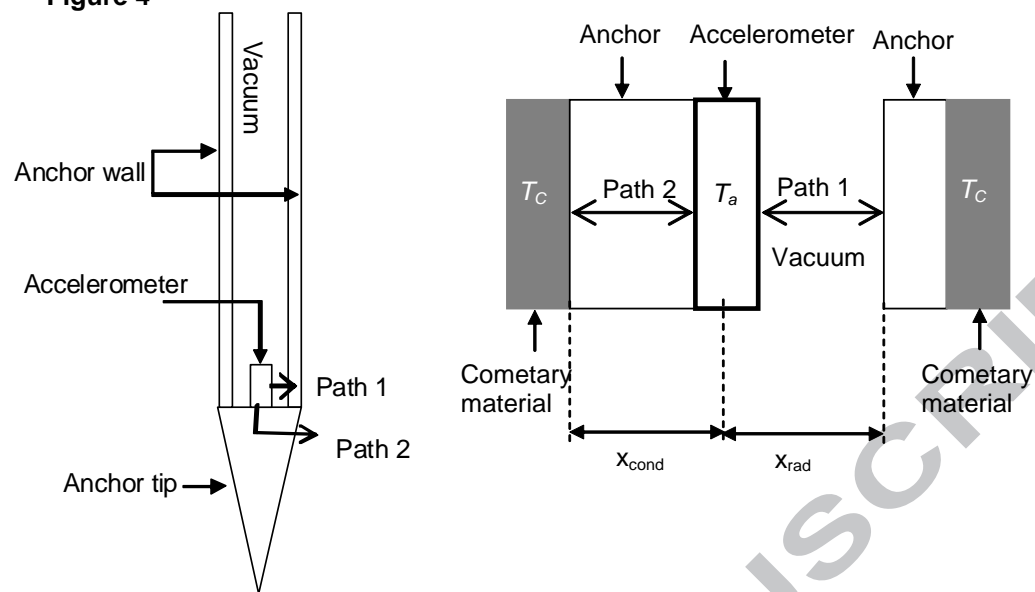 Figure 4
Vacuum
Anchor wall
Accelerometer
Path 1
Path 2
Anchor tip
Anchor
Accelerometer
Anchor
T_C
Path 2
T_a
Path 1
T_C
Vacuum
Cometary
material
Cometary
material
x_cond
x_rad